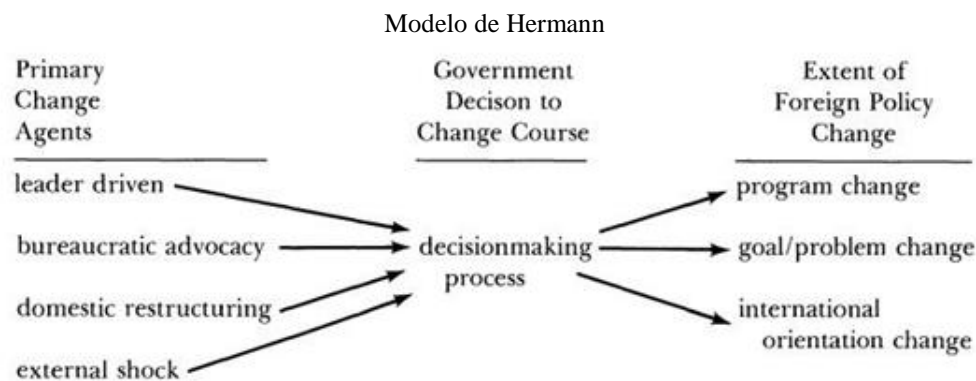 Modelo de Hermann
Primary
Change
Agents
Government
Decison to
Change Course
Extent of
Foreign Policy
Change
leader driven
bureaucratic advocacy
domestic restructuring
external shock
decisionmaking
process
program change
goal/problem change
international
orientation change